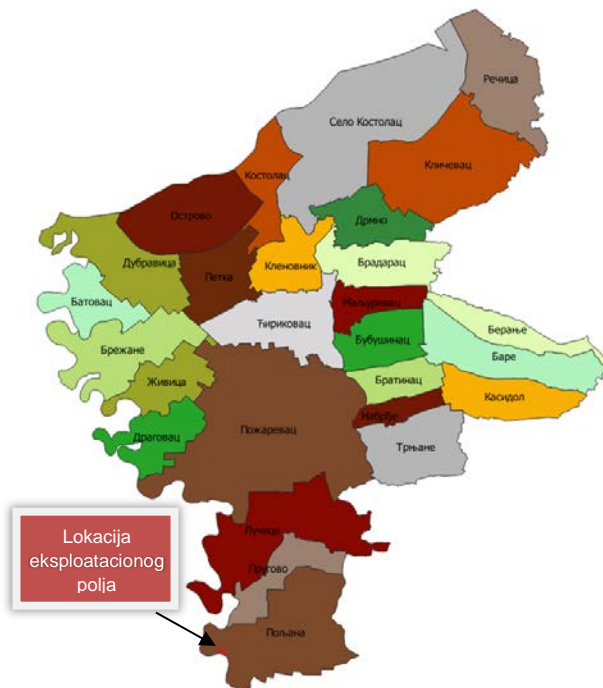 Речица
Село Костолац
Кличевац
Костолац
Острово
Дрмно
Дубравица
Петка
Кленовник
Брадарац
Батовац
Маљуревац
Берање
Ћириковац
Бубушинац
Баре
Брежане
Живица
Братинац
Касидол
Набрђе
Пожаревац
Драговац
Трњане
Lokacija
eksploatacionog
polja
Лучица
Пругово
Пољана